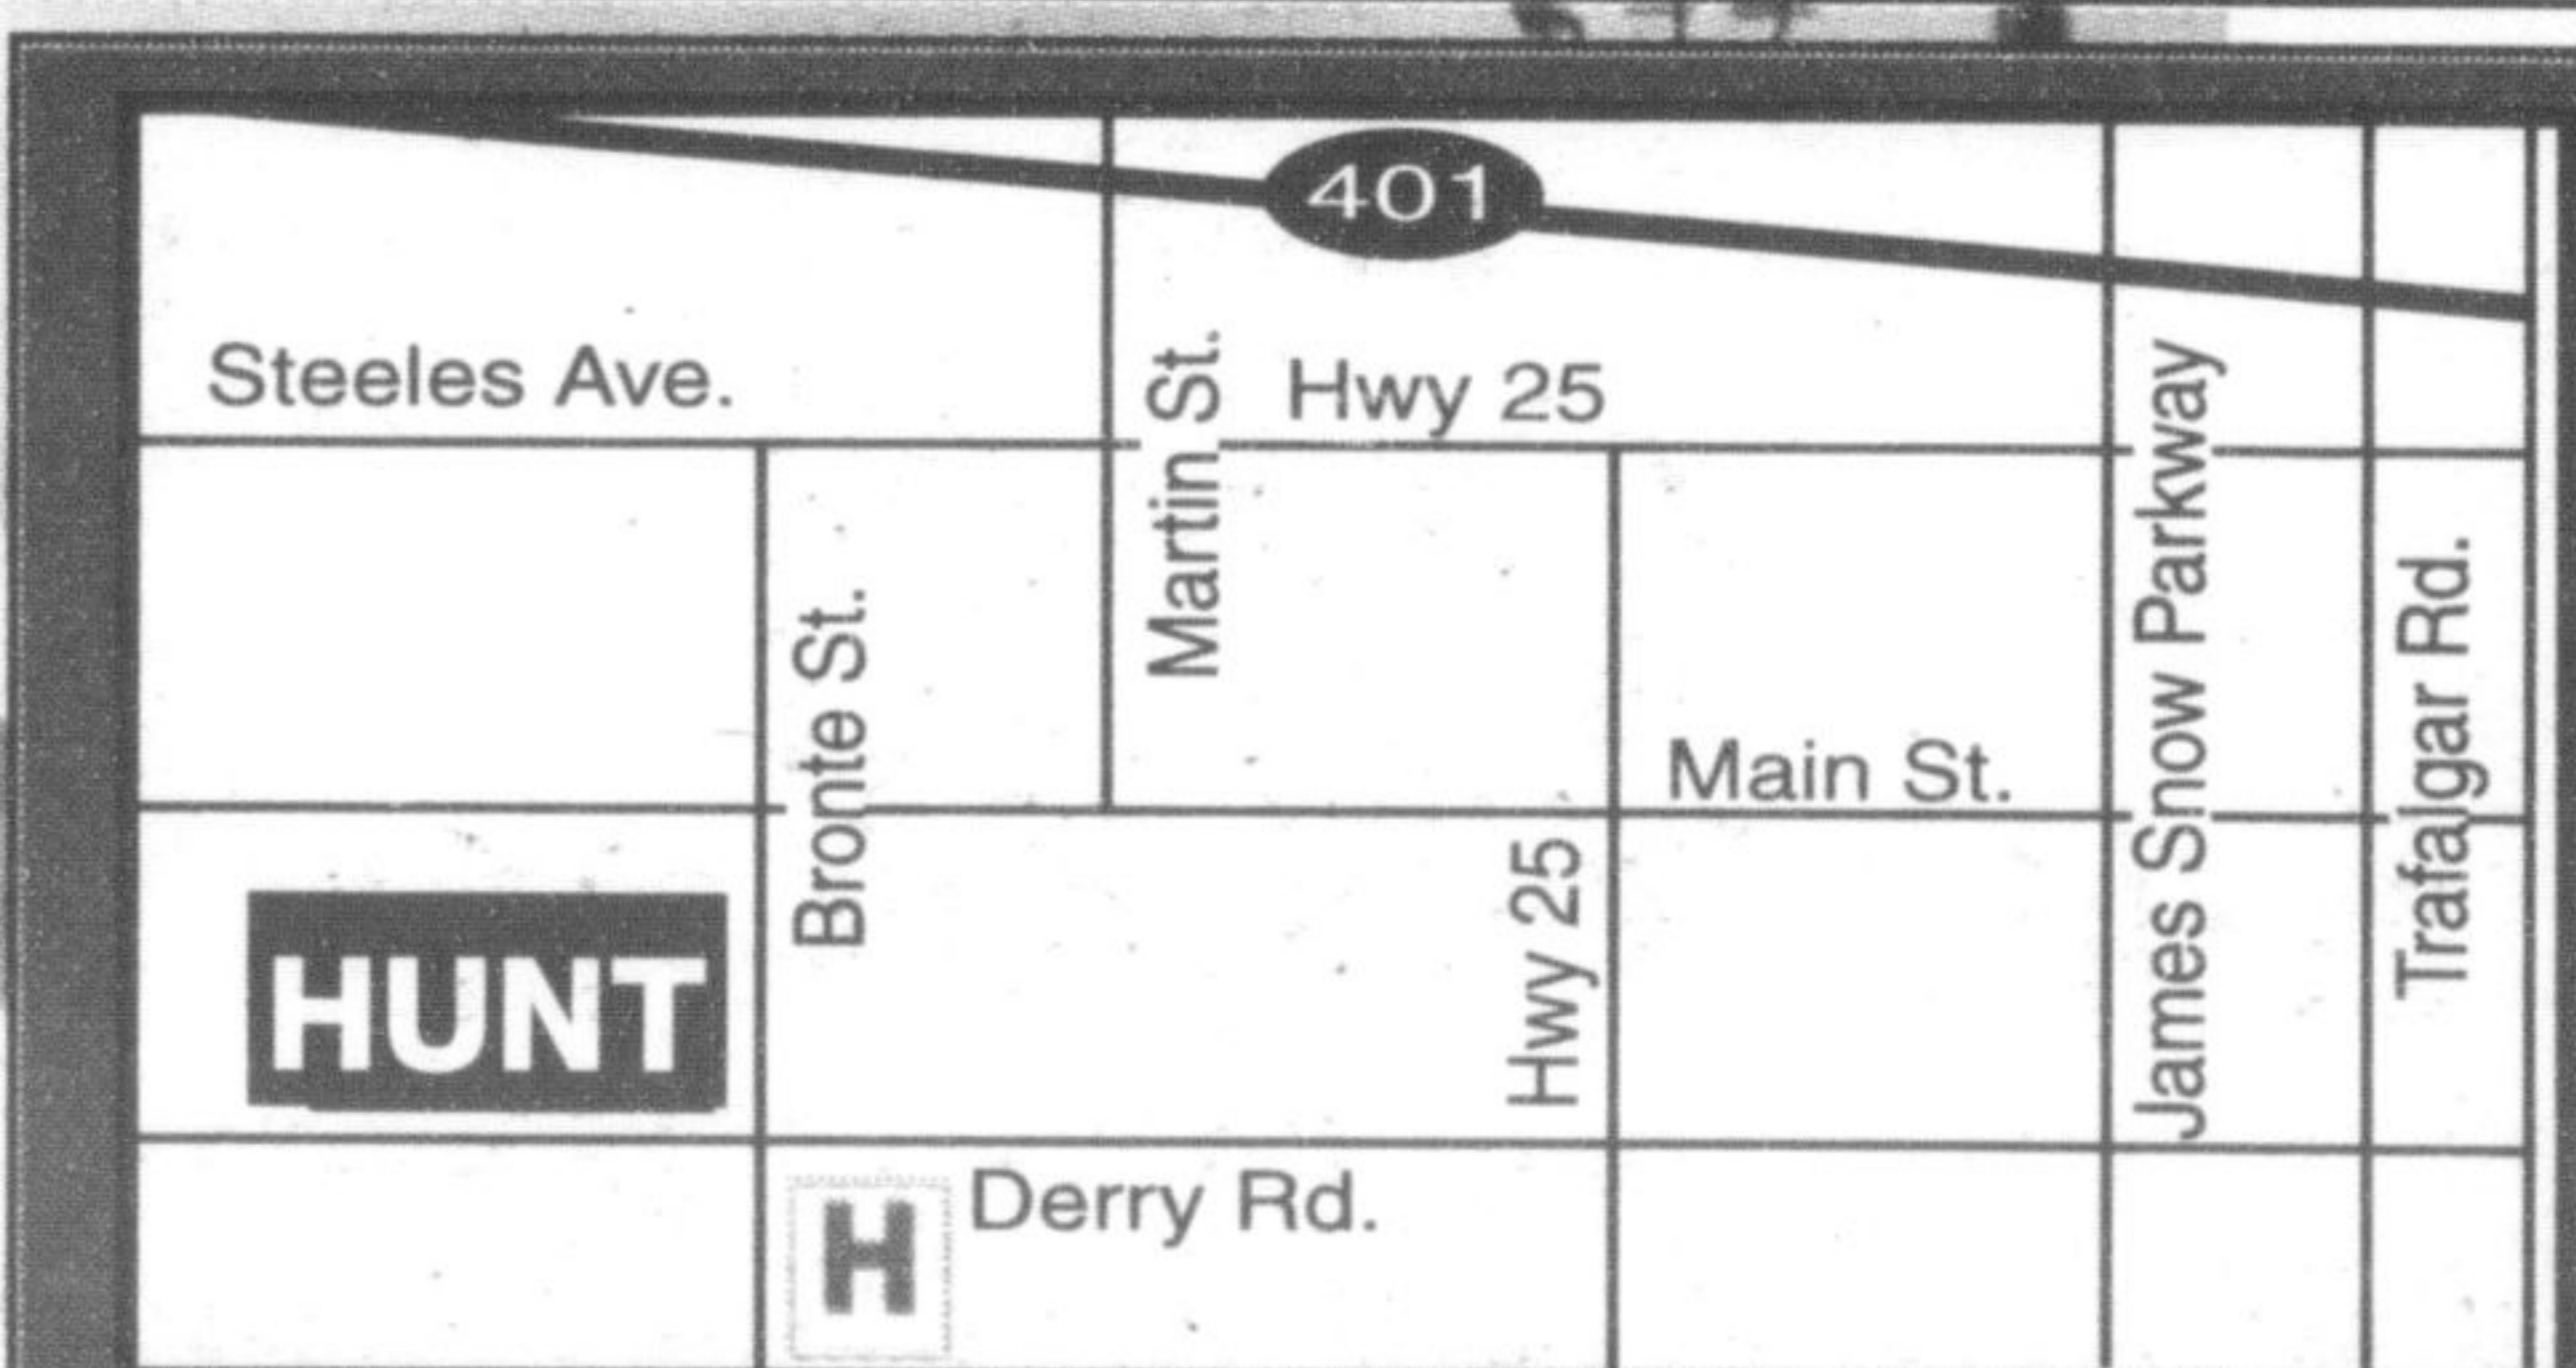 401
Steeles Ave.
Martin St.
Hwy 25
James Snow Parkway
Trafalgar Rd.
Bronte St.
Main St.
Hwy 25
HUNT
H
Derry Rd.